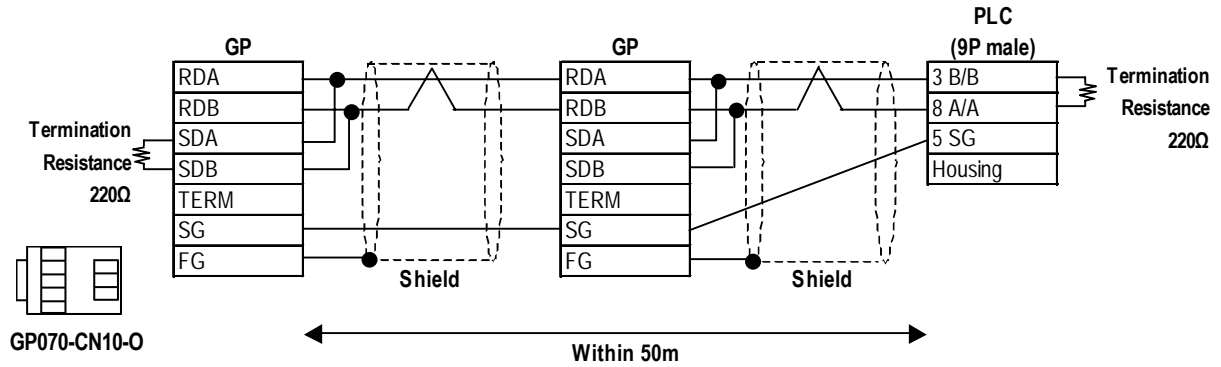 PLC
(9P male)
GP
RDA
RDB
SDA
SDB
TERM
SG
FG
Termination
Resistance
220Ω
GP070-CN10-O
Shield
GP
RDA
RDB
SDA
SDB
TERM
SG
FG
Shield
3 B/B
8 A/A
5 SG
Housing
Termination
Resistance
220Ω
Within 50m